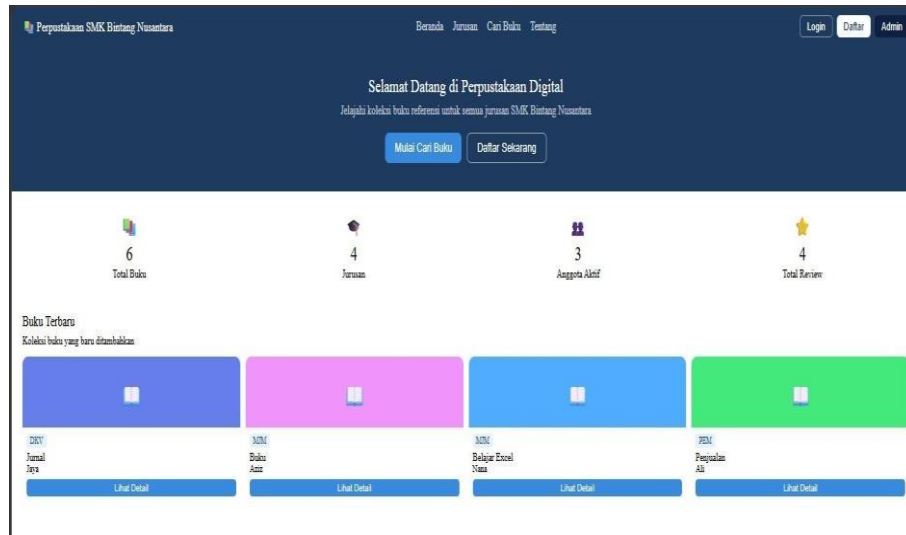 Perpustakaan SMK Bintang Nusantara
Beranda Jurusan Cari Buku Tentang
Login Daftar Admin
Selamat Datang di Perpustakaan Digital
Jelajahi koleksi buku referensi untuk semua jurusan SMK Bintang Nusantara
Mulai Cari Buku Daftar Sekarang
6 4 3 4
Total Buku Jurusan Anggota Aktif Total Review
Buku Terbaru
Koleksi buku yang baru ditambahkan
DKV MJM MJM PEM
Jurnal Buku Belajar Excel Penjualan
Jaya Aziz Nana Ali
Lihat Detail Lihat Detail Lihat Detail Lihat Detail